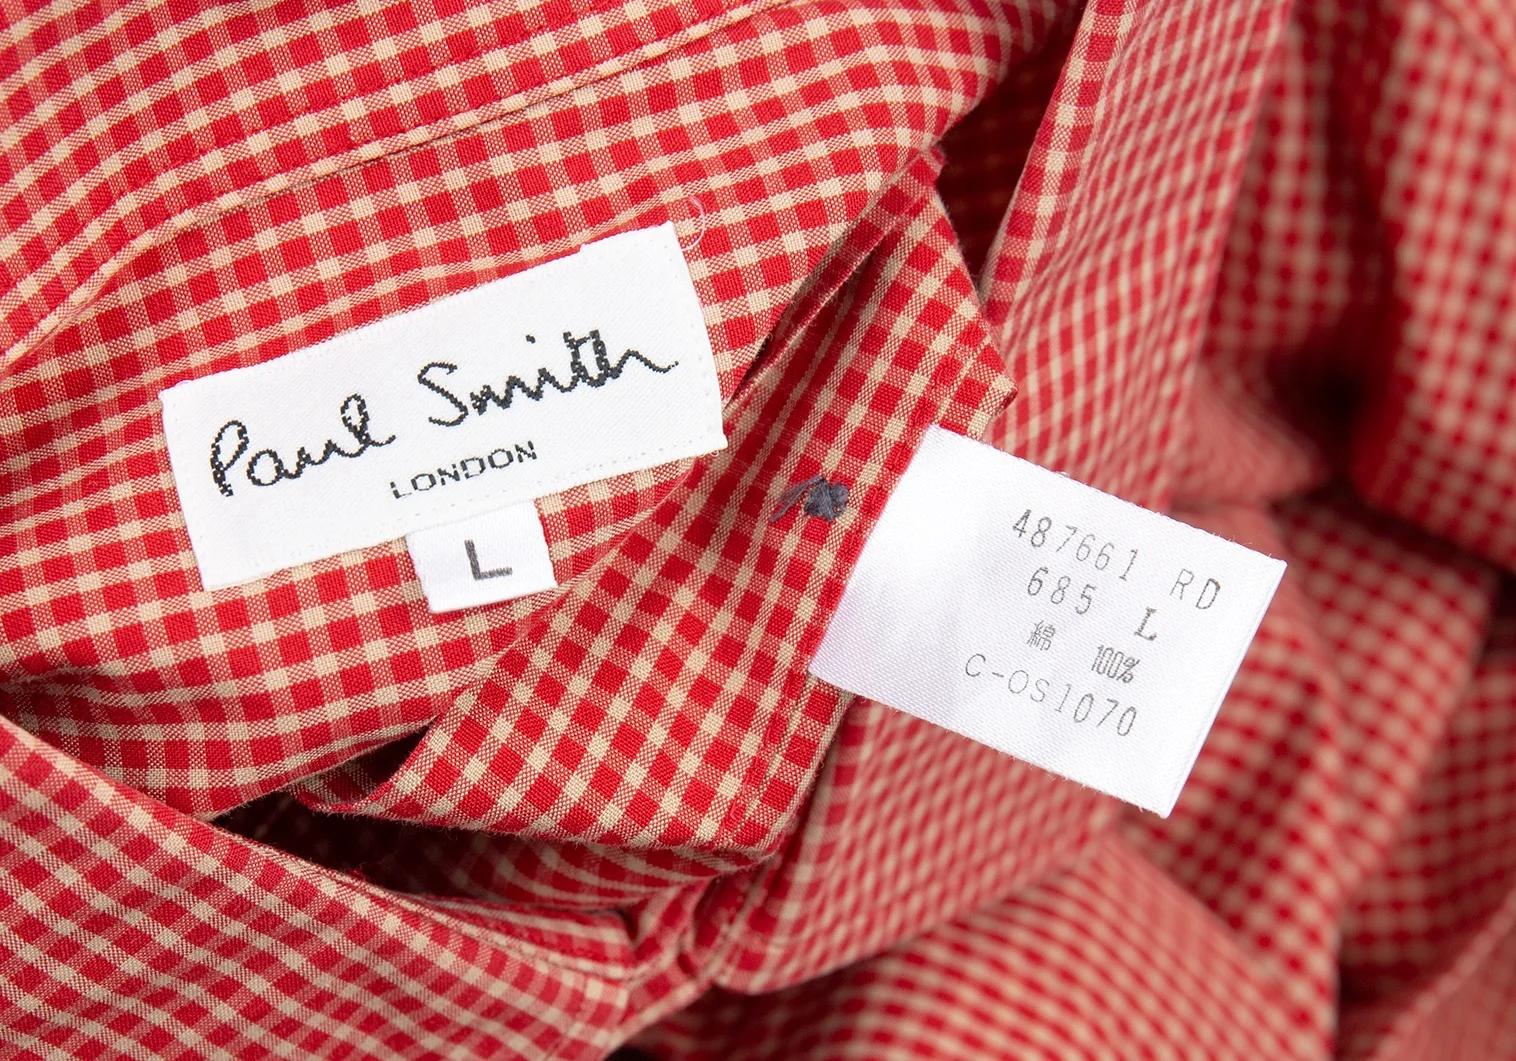 Paul Smith
LONDON
L
487661 RD
685 L
綿 100%
C-OS1070